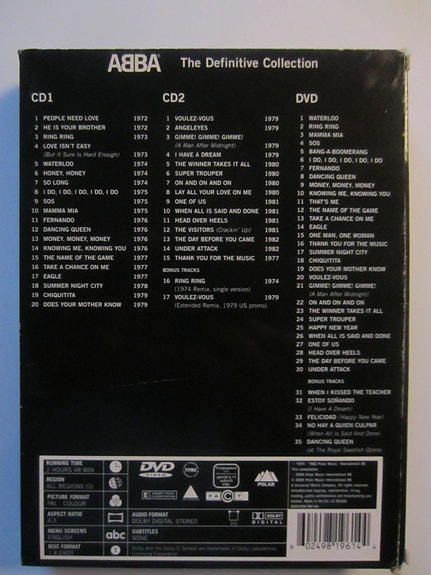 ABBA The Definitive Collection
CD1
1 PEOPLE NEED LOVE 1972
2 HE IS YOUR BROTHER 1972
3 RING RING 1973
4 LOVE ISN'T EASY
(But It Sure Is Hard Enough) 1973
5 WATERLOO 1974
6 HONEY, HONEY 1974
7 SO LONG 1974
8 I DO, I DO, I DO, I DO, I DO 1975
9 SOS 1975
10 MAMMA MIA 1975
11 FERNANDO 1976
12 DANCING QUEEN 1976
13 MONEY, MONEY, MONEY 1976
14 KNOWING ME, KNOWING YOU 1976
15 THE NAME OF THE GAME 1977
16 TAKE A CHANCE ON ME 1977
17 EAGLE 1977
18 SUMMER NIGHT CITY 1978
19 CHIQUITITA 1979
20 DOES YOUR MOTHER KNOW 1979
CD2
1 VOULEZ-VOUS 1979
2 ANGELEYES 1979
3 GIMME! GIMME! GIMME!
(A Man After Midnight) 1979
4 I HAVE A DREAM 1979
5 THE WINNER TAKES IT ALL 1980
6 SUPER TROUPER 1980
7 ON AND ON AND ON 1980
8 LAY ALL YOUR LOVE ON ME 1980
9 ONE OF US 1981
10 WHEN ALL IS SAID AND DONE 1981
11 HEAD OVER HEELS 1981
12 THE VISITORS (Crackin' Up) 1981
13 THE DAY BEFORE YOU CAME 1982
14 UNDER ATTACK 1982
15 THANK YOU FOR THE MUSIC 1977
BONUS TRACKS
16 RING RING 1974
(1974 Remix, single version)
17 VOULEZ-VOUS 1979
(Extended Remix, 1979 US promo)
DVD
1 WATERLOO
2 RING RING
3 MAMMA MIA
4 SOS
5 BANG-A-BOOMERANG
6 I DO, I DO, I DO, I DO, I DO
7 FERNANDO
8 DANCING QUEEN
9 MONEY, MONEY, MONEY
10 KNOWING ME, KNOWING YOU
11 THAT'S ME
12 THE NAME OF THE GAME
13 TAKE A CHANCE ON ME
14 EAGLE
15 ONE MAN, ONE WOMAN
16 THANK YOU FOR THE MUSIC
17 SUMMER NIGHT CITY
18 CHIQUITITA
19 DOES YOUR MOTHER KNOW
20 VOULEZ-VOUS
21 GIMME! GIMME! GIMME!
(A Man After Midnight)
22 ON AND ON AND ON
23 THE WINNER TAKES IT ALL
24 SUPER TROUPER
25 HAPPY NEW YEAR
26 WHEN ALL IS SAID AND DONE
27 ONE OF US
28 HEAD OVER HEELS
29 THE DAY BEFORE YOU CAME
30 UNDER ATTACK
BONUS TRACKS
31 WHEN I KISSED THE TEACHER
32 ESTOY SOÑANDO
(I Have A Dream)
33 FELICIDAD (Happy New Year)
34 NO HAY A QUIEN CULPAR
(When All Is Said And Done)
35 DANCING QUEEN
(at The Royal Swedish Opera)
RUNNING TIME
2 HOURS 48 MIN
REGION
ALL REGIONS (0)
PICTURE FORMAT
PAL COLOUR
ASPECT RATIO
4:3
MENU SCREENS
ENGLISH
DISC FORMAT
DVD
VIDEO
E
P A C T
POLAR
AUDIO FORMAT
DOLBY DIGITAL STEREO
DOLBY
DIGITAL
abc
SUBTITLES
NONE
6 02498 19614 4